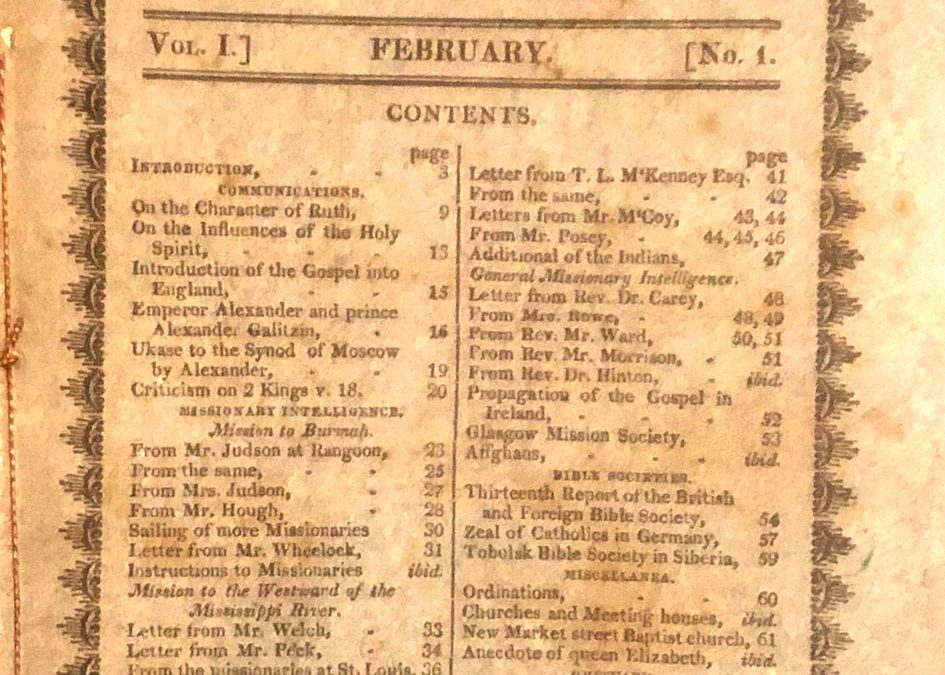 VOL. I.] FEBRUARY. [No. 1.
CONTENTS.
page
INTRODUCTION, - - 3
COMMUNICATIONS.
On the Character of Ruth, 9
On the Influences of the Holy
Spirit, - - - 13
Introduction of the Gospel into
England, - - 15
Emperor Alexander and prince
Alexander Galitzin, - 16
Ukase to the Synod of Moscow
by Alexander, - - 19
Criticism on 2 Kings v. 18. 20
MISSIONARY INTELLIGENCE.
Mission to Burmah.
From Mr. Judson at Rangoon, 23
From the same, - - 25
From Mrs. Judson, - 27
From Mr. Hough, - 28
Sailing of more Missionaries 30
Letter from Mr. Wheelock, 31
Instructions to Missionaries ibid.
Mission to the Westward of the
Mississippi River.
Letter from Mr. Welch, - 33
Letter from Mr. Peck, - 34
From the missionaries at St. Louis, 36
page
Letter from T. L. M'Kenney Esq. 41
From the same, - - 42
Letters from Mr. M'Coy, 43, 44
From Mr. Posey, - 44, 45, 46
Additional of the Indians, 47
General Missionary Intelligence.
Letter from Rev. Dr. Carey, 48
From Mrs. Rowe, - 48, 49
From Rev. Mr. Ward, 50, 51
From Rev. Mr. Morrison, - 51
From Rev. Dr. Hinton, - ibid.
Propagation of the Gospel in
Ireland, - - - 52
Glasgow Mission Society, 53
Affghans, - - - ibid.
BIBLE SOCIETIES.
Thirteenth Report of the British
and Foreign Bible Society, 54
Zeal of Catholics in Germany, 57
Tobolsk Bible Society in Siberia, 59
MISCELLANEA.
Ordinations, - - 60
Churches and Meeting houses, ibid.
New Market street Baptist church, 61
Anecdote of queen Elizabeth, ibid.